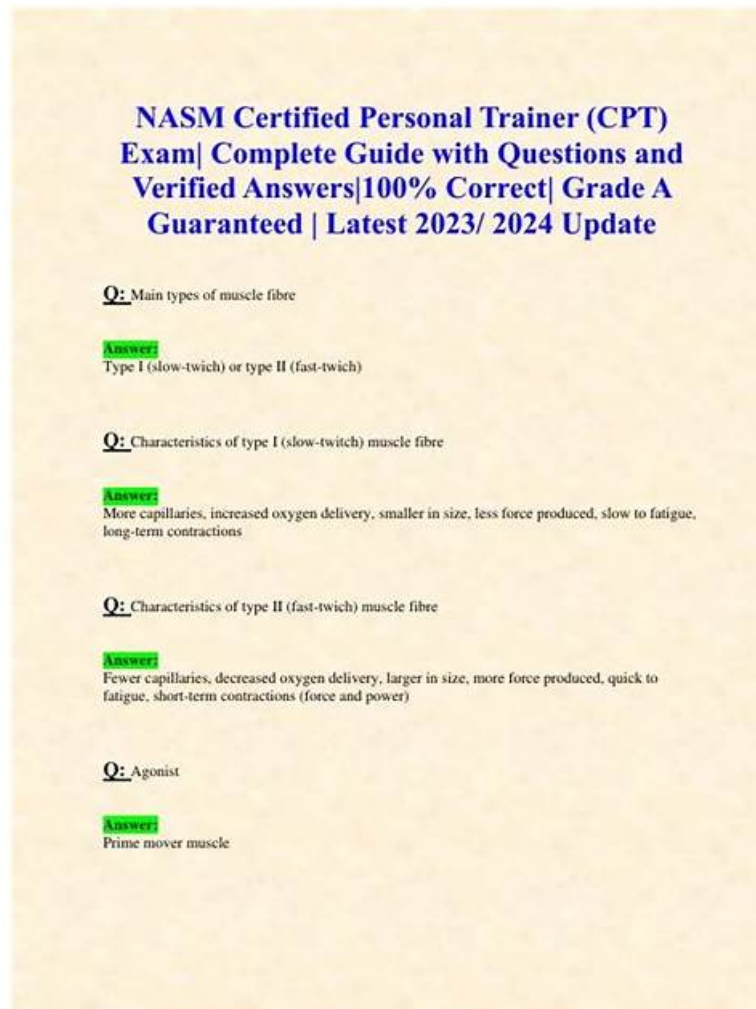 NASM Certified Personal Trainer (CPT)
Exam| Complete Guide with Questions and
Verified Answers|100% Correct| Grade A
Guaranteed | Latest 2023/ 2024 Update
Q: Main types of muscle fibre
Answer:
Type I (slow-twich) or type II (fast-twich)
Q: Characteristics of type I (slow-twitch) muscle fibre
Answer:
More capillaries, increased oxygen delivery, smaller in size, less force produced, slow to fatigue,
long-term contractions
Q: Characteristics of type II (fast-twich) muscle fibre
Answer:
Fewer capillaries, decreased oxygen delivery, larger in size, more force produced, quick to
fatigue, short-term contractions (force and power)
Q: Agonist
Answer:
Prime mover muscle